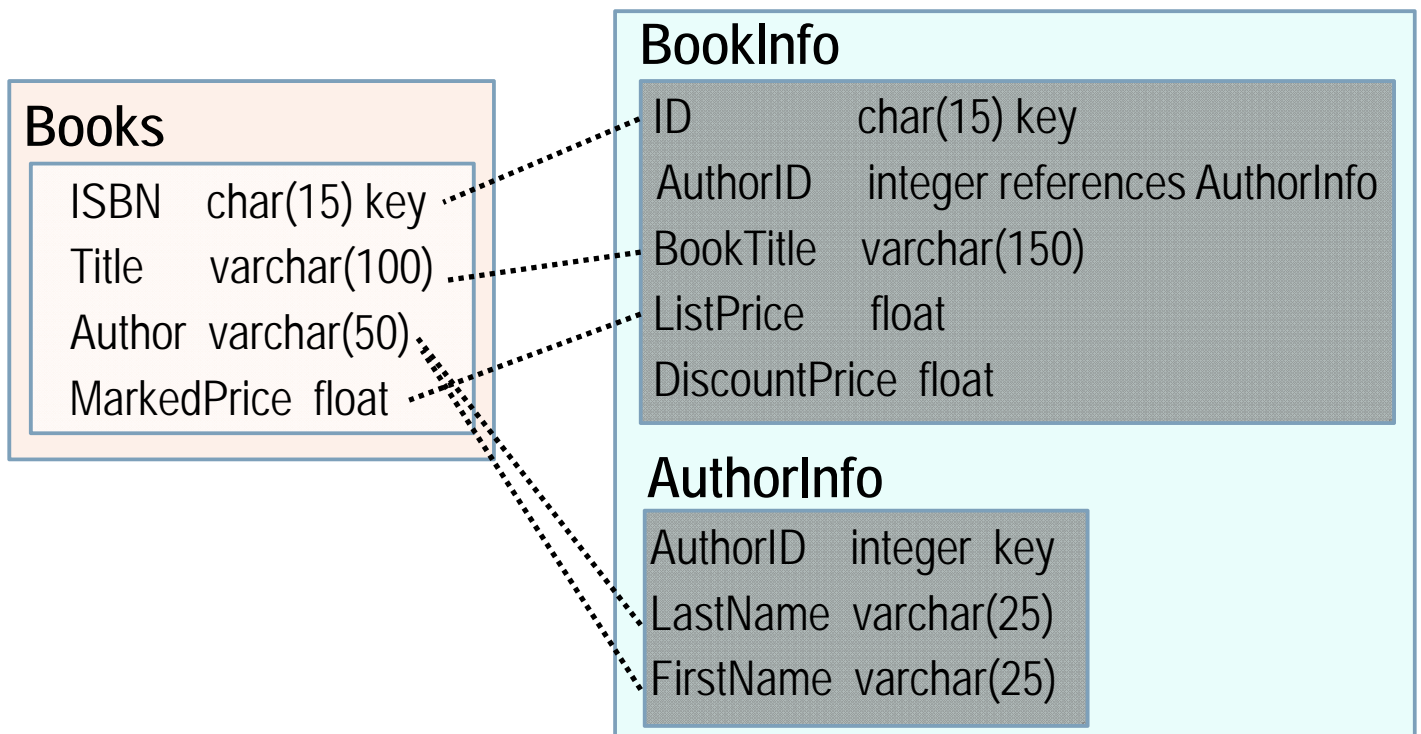 Books
ISBN char(15) key
Title varchar(100)
Author varchar(50)
MarkedPrice float
BookInfo
ID char(15) key
AuthorID integer references AuthorInfo
BookTitle varchar(150)
ListPrice float
DiscountPrice float
AuthorInfo
AuthorID integer key
LastName varchar(25)
FirstName varchar(25)